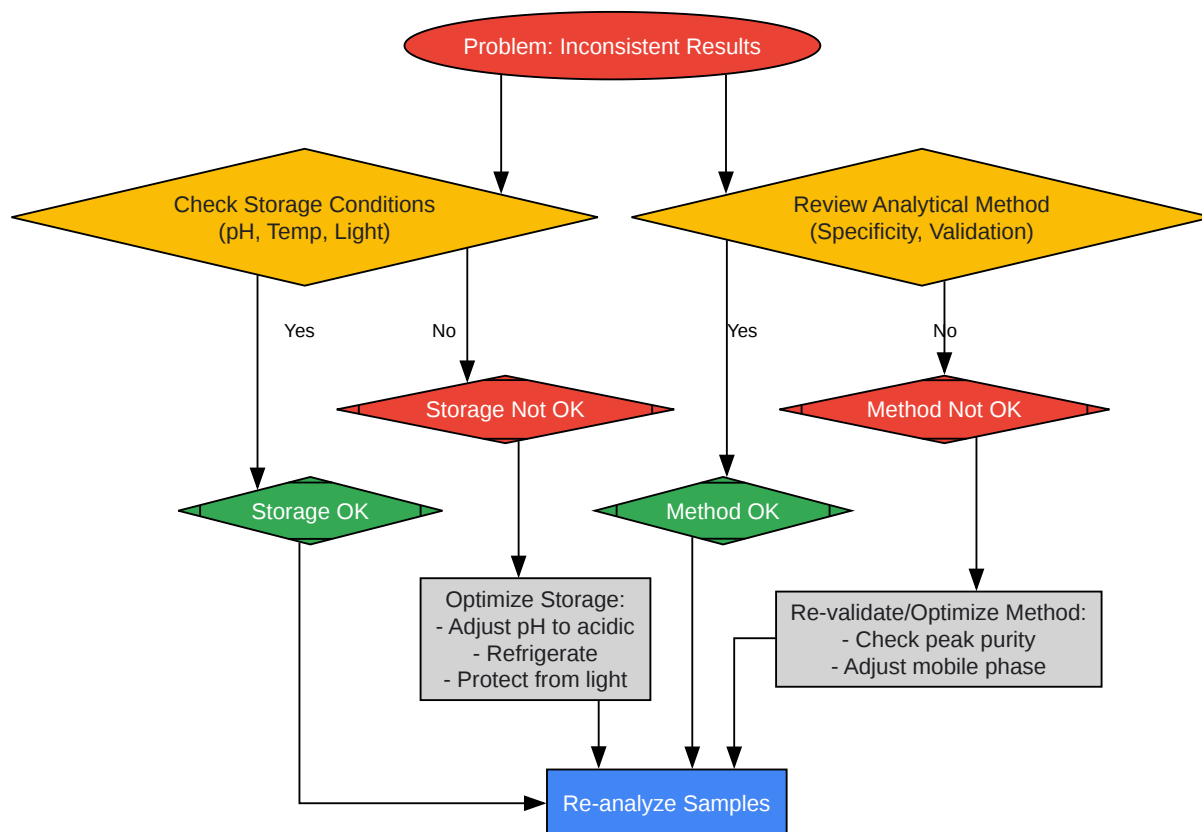 Problem: Inconsistent Results
Check Storage Conditions
(pH, Temp, Light)
Review Analytical Method
(Specificity, Validation)
Yes
No
Yes
No
Storage Not OK
Method Not OK
Storage OK
Method OK
Optimize Storage:
- Adjust pH to acidic
- Refrigerate
- Protect from light
Re-validate/Optimize Method:
- Check peak purity
- Adjust mobile phase
Re-analyze Samples